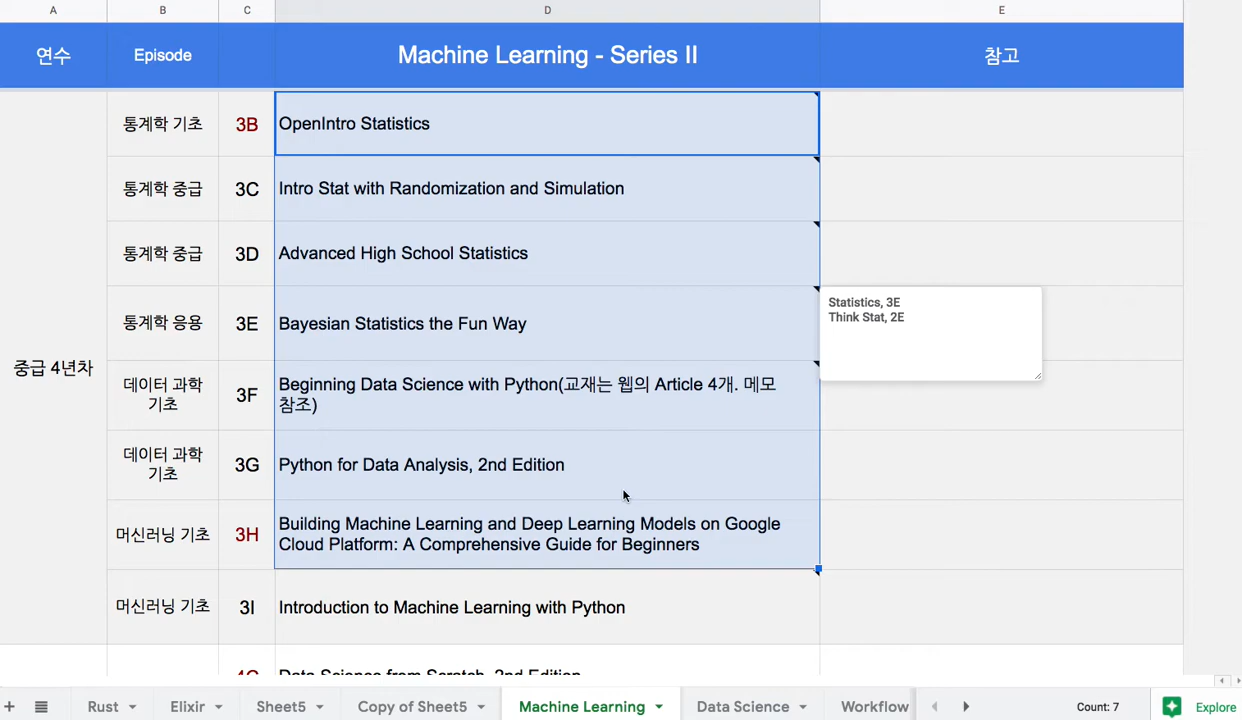 A B C D E
연수 Episode Machine Learning - Series II 참고
통계학 기초 3B OpenIntro Statistics
통계학 중급 3C Intro Stat with Randomization and Simulation
통계학 중급 3D Advanced High School Statistics
Statistics, 3E
Think Stat, 2E
통계학 응용 3E Bayesian Statistics the Fun Way
중급 4년차
데이터 과학
기초
3F
Beginning Data Science with Python(교재는 웹의 Article 4개. 메모
참조)
데이터 과학
기초
3G
Python for Data Analysis, 2nd Edition
머신러닝 기초 3H
Building Machine Learning and Deep Learning Models on Google
Cloud Platform: A Comprehensive Guide for Beginners
머신러닝 기초 3I Introduction to Machine Learning with Python
Data Science from Scratch, 2nd Edition
+ Rust Elixir Sheet5 Copy of Sheet5 Machine Learning Data Science Workflow Count: 7 Explore